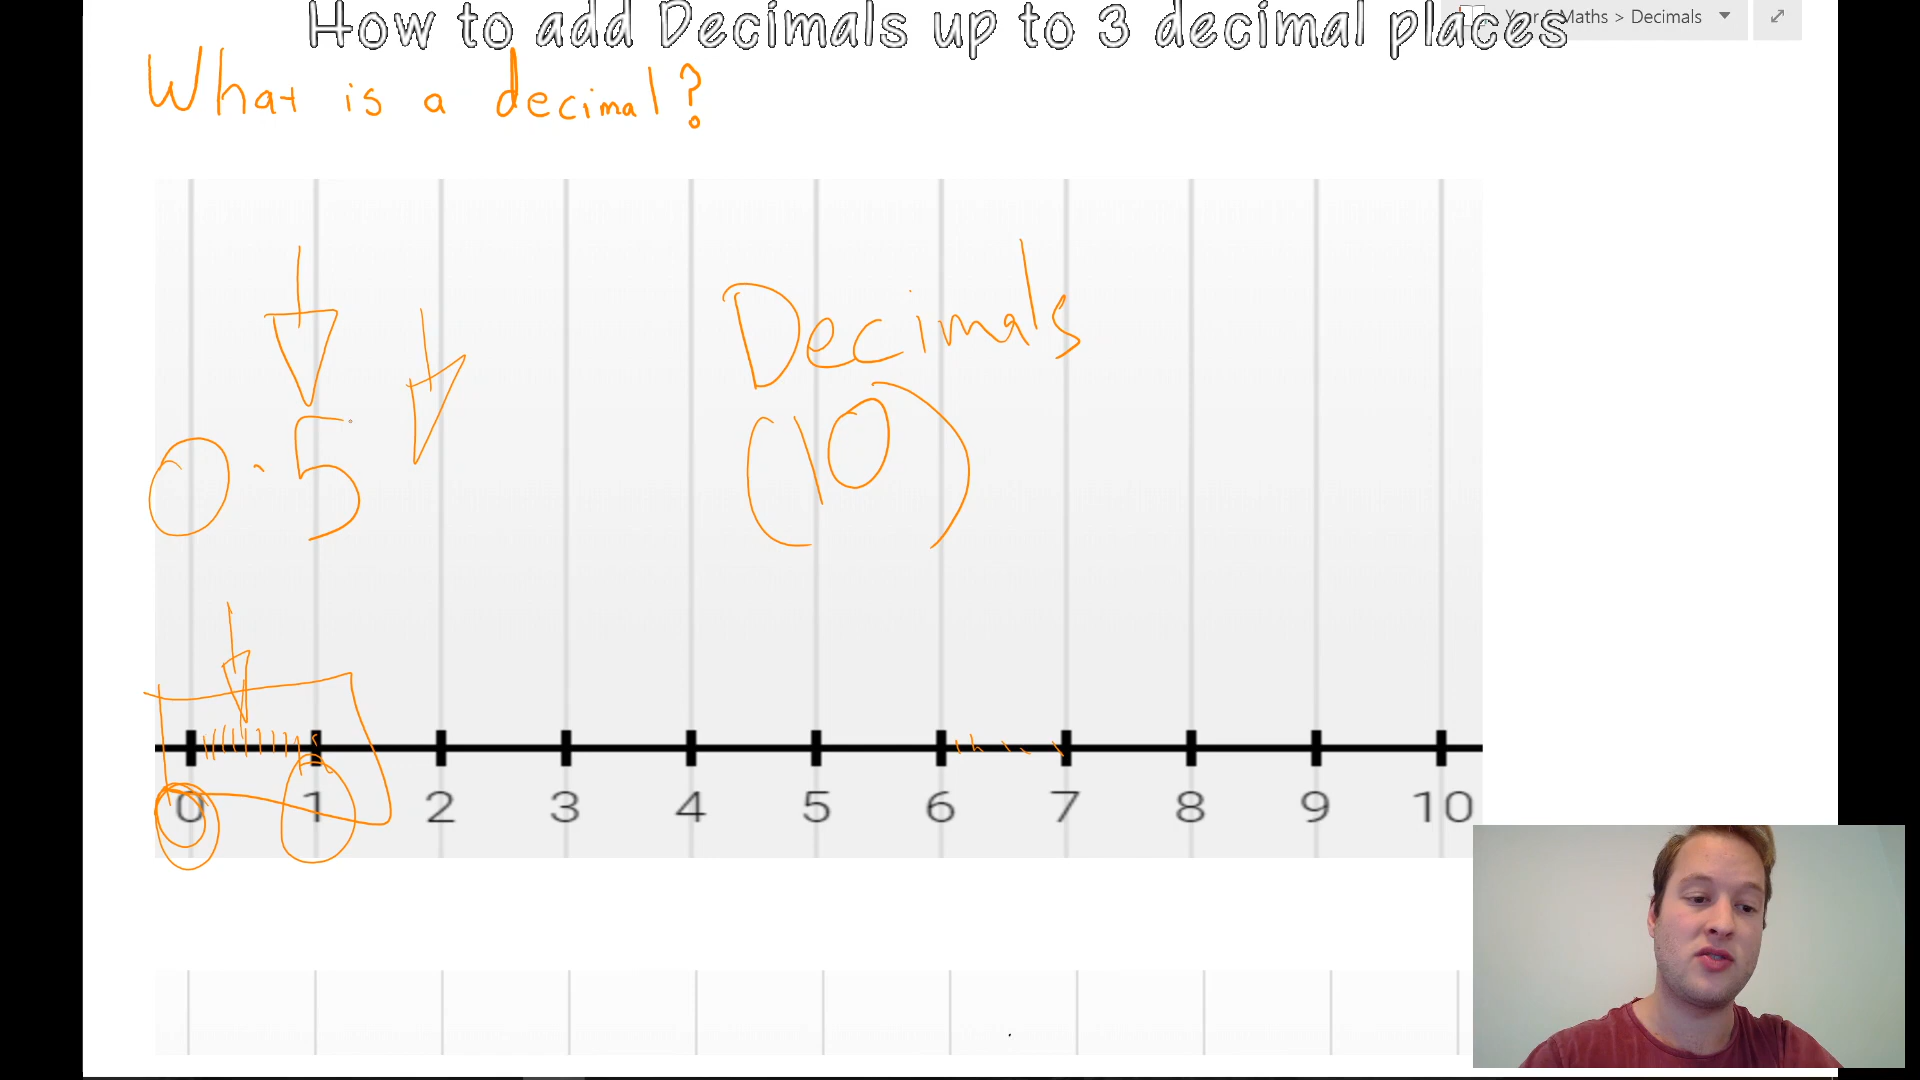 How to add Decimals up to 3 decimal places
Year 6 Maths > Decimals
What is a decimal?
Decimals
(10)
0.5
0 1 2 3 4 5 6 7 8 9 10